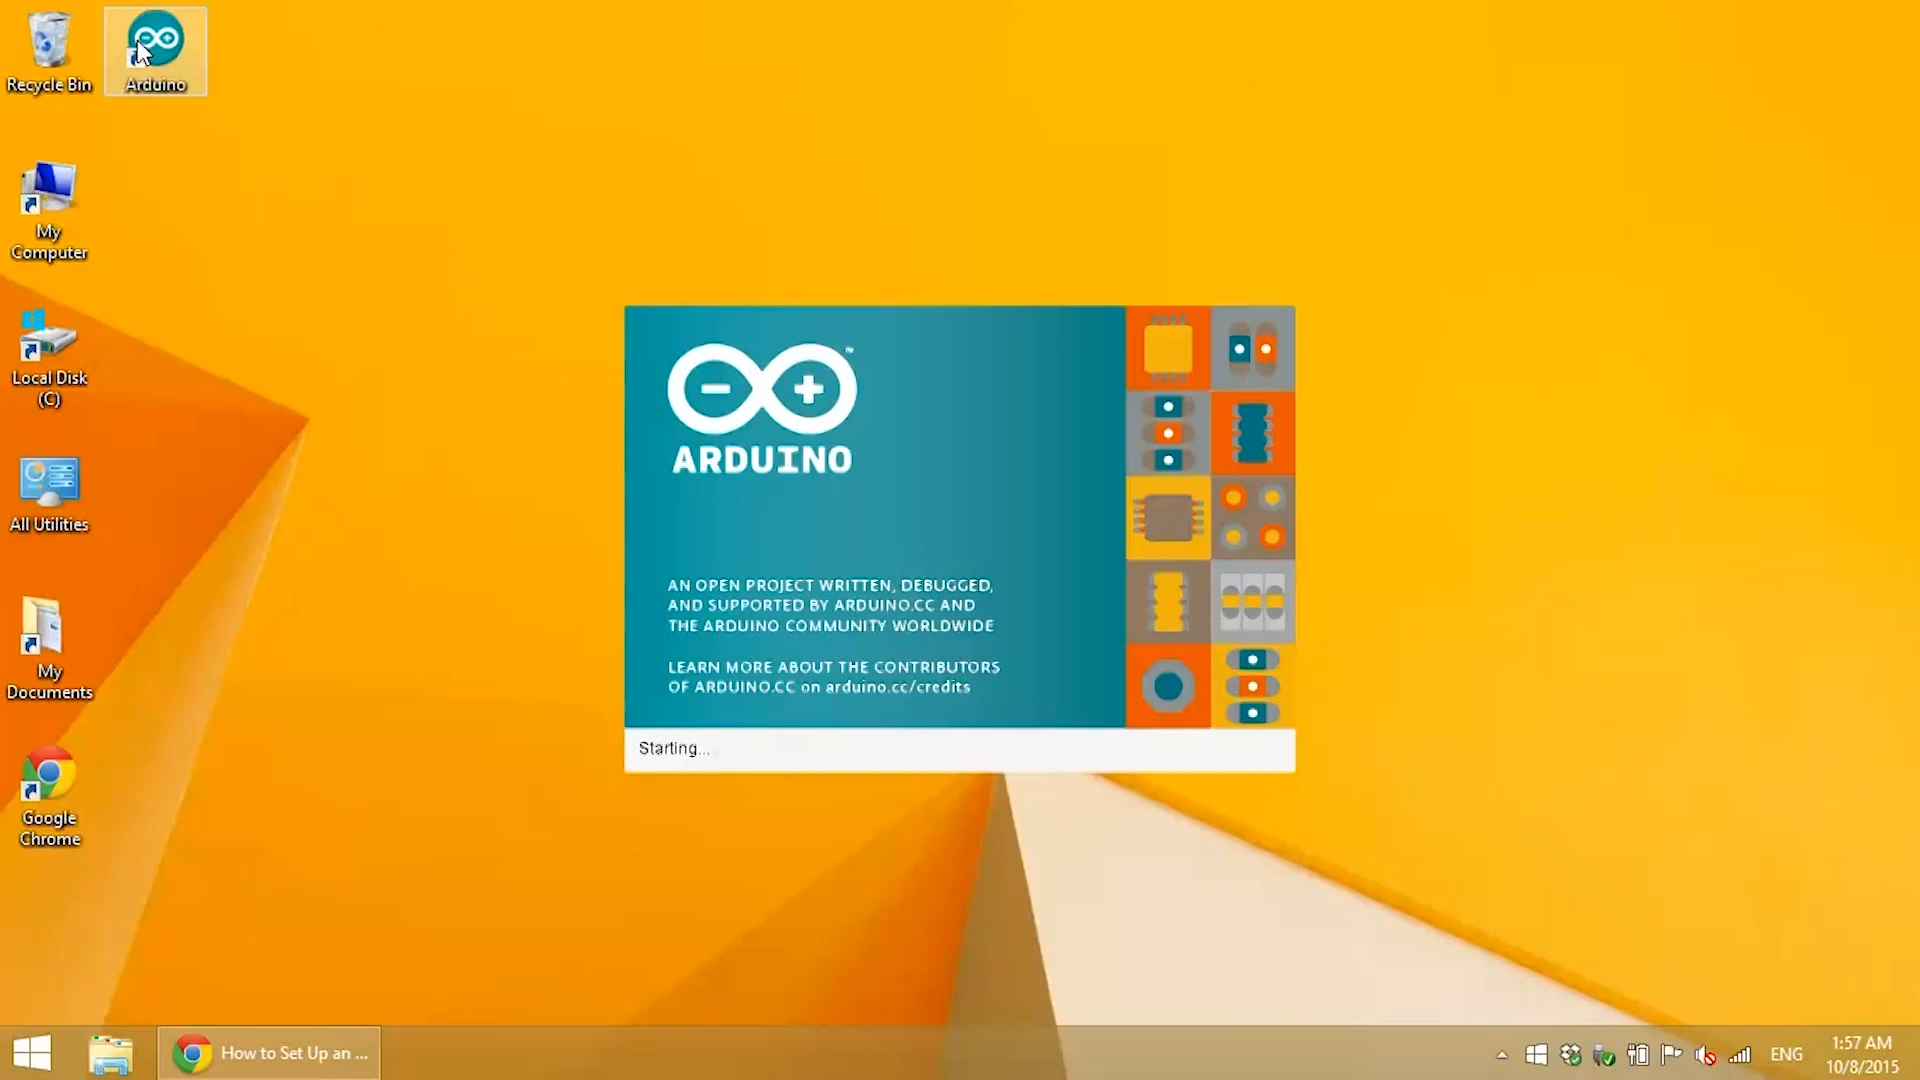 Recycle Bin
Arduino
My
Computer
Local Disk
(C)
All Utilities
My
Documents
Google
Chrome
™
ARDUINO
AN OPEN PROJECT WRITTEN, DEBUGGED,
AND SUPPORTED BY ARDUINO.CC AND
THE ARDUINO COMMUNITY WORLDWIDE
LEARN MORE ABOUT THE CONTRIBUTORS
OF ARDUINO.CC on arduino.cc/credits
Starting...
How to Set Up an ...
ENG
1:57 AM
10/8/2015